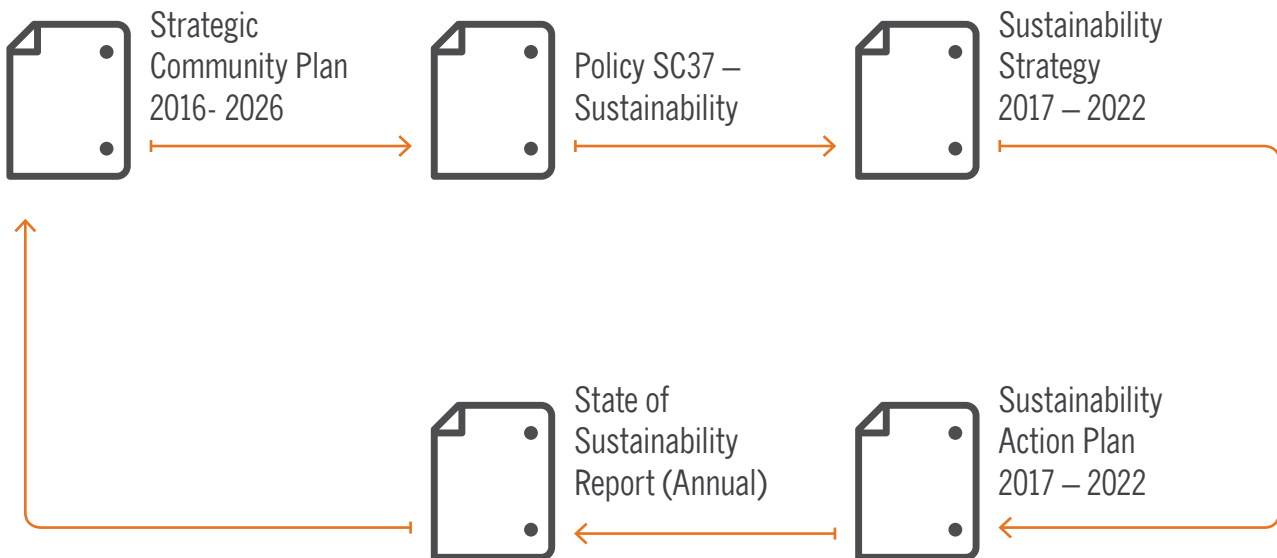 Strategic
Community Plan
2016- 2026
Policy SC37 –
Sustainability
Sustainability
Strategy
2017 – 2022
State of
Sustainability
Report (Annual)
Sustainability
Action Plan
2017 – 2022